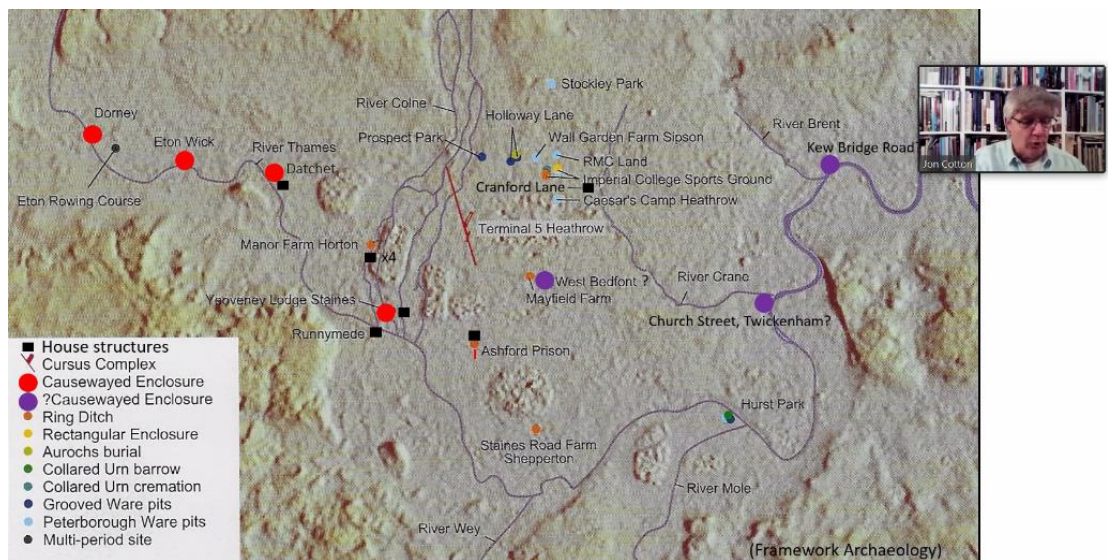 Stockley Park
River Colne
Holloway Lane
Dorney
Prospect Park
Wall Garden Farm Sipson
River Brent
Eton Wick
River Thames
RMC Land
Kew Bridge Road
Jon Cotton
Datchet
Imperial College Sports Ground
Eton Rowing Course
Cranford Lane
Caesar's Camp Heathrow
Terminal 5 Heathrow
Manor Farm Horton
x4
River Crane
West Bedfont ?
Yeoveney Lodge Staines
Mayfield Farm
Church Street, Twickenham?
Runnymede
Ashford Prison
House structures
Cursus Complex
Causewayed Enclosure
?Causewayed Enclosure
Ring Ditch
Rectangular Enclosure
Aurochs burial
Collared Urn barrow
Collared Urn cremation
Grooved Ware pits
Peterborough Ware pits
Multi-period site
Hurst Park
Staines Road Farm
Shepperton
River Mole
River Wey
(Framework Archaeology)